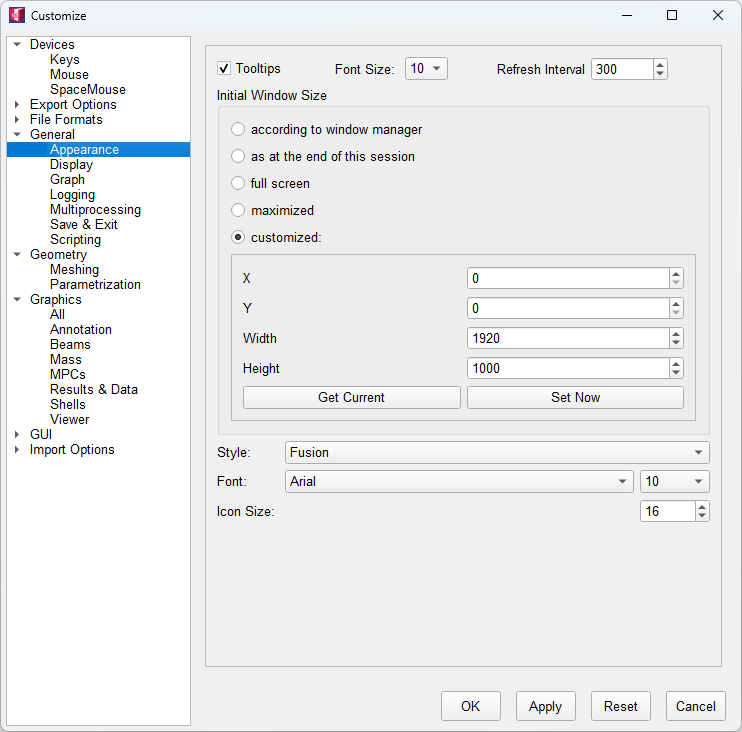 Customize
Devices
Keys
Mouse
SpaceMouse
Export Options
File Formats
General
Appearance
Display
Graph
Logging
Multiprocessing
Save & Exit
Scripting
Geometry
Meshing
Parametrization
Graphics
All
Annotation
Beams
Mass
MPCs
Results & Data
Shells
Viewer
GUI
Import Options
Tooltips Font Size: 10 Refresh Interval 300
Initial Window Size
according to window manager
as at the end of this session
full screen
maximized
customized:
X 0
Y 0
Width 1920
Height 1000
Get Current Set Now
Style: Fusion
Font: Arial 10
Icon Size: 16
OK Apply Reset Cancel